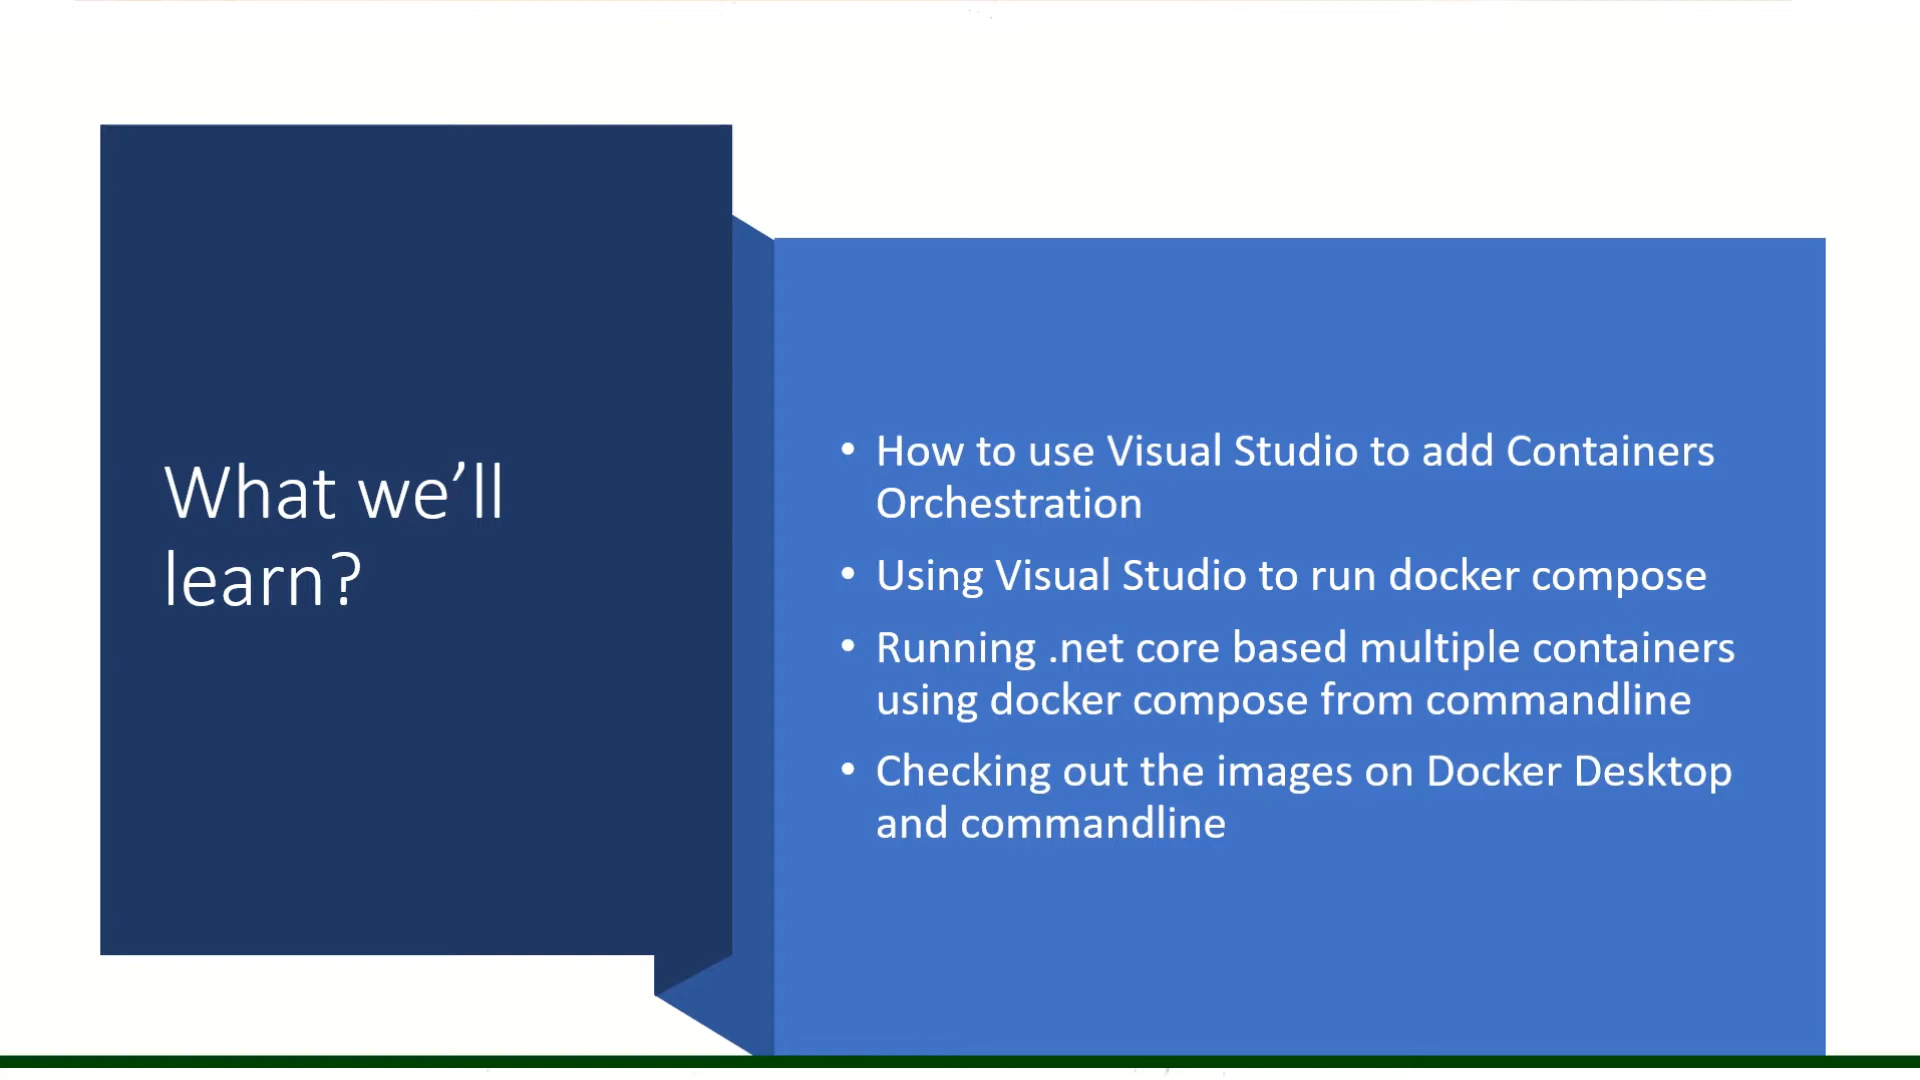 What we’ll
learn?
• How to use Visual Studio to add Containers
Orchestration
• Using Visual Studio to run docker compose
• Running .net core based multiple containers
using docker compose from commandline
• Checking out the images on Docker Desktop
and commandline